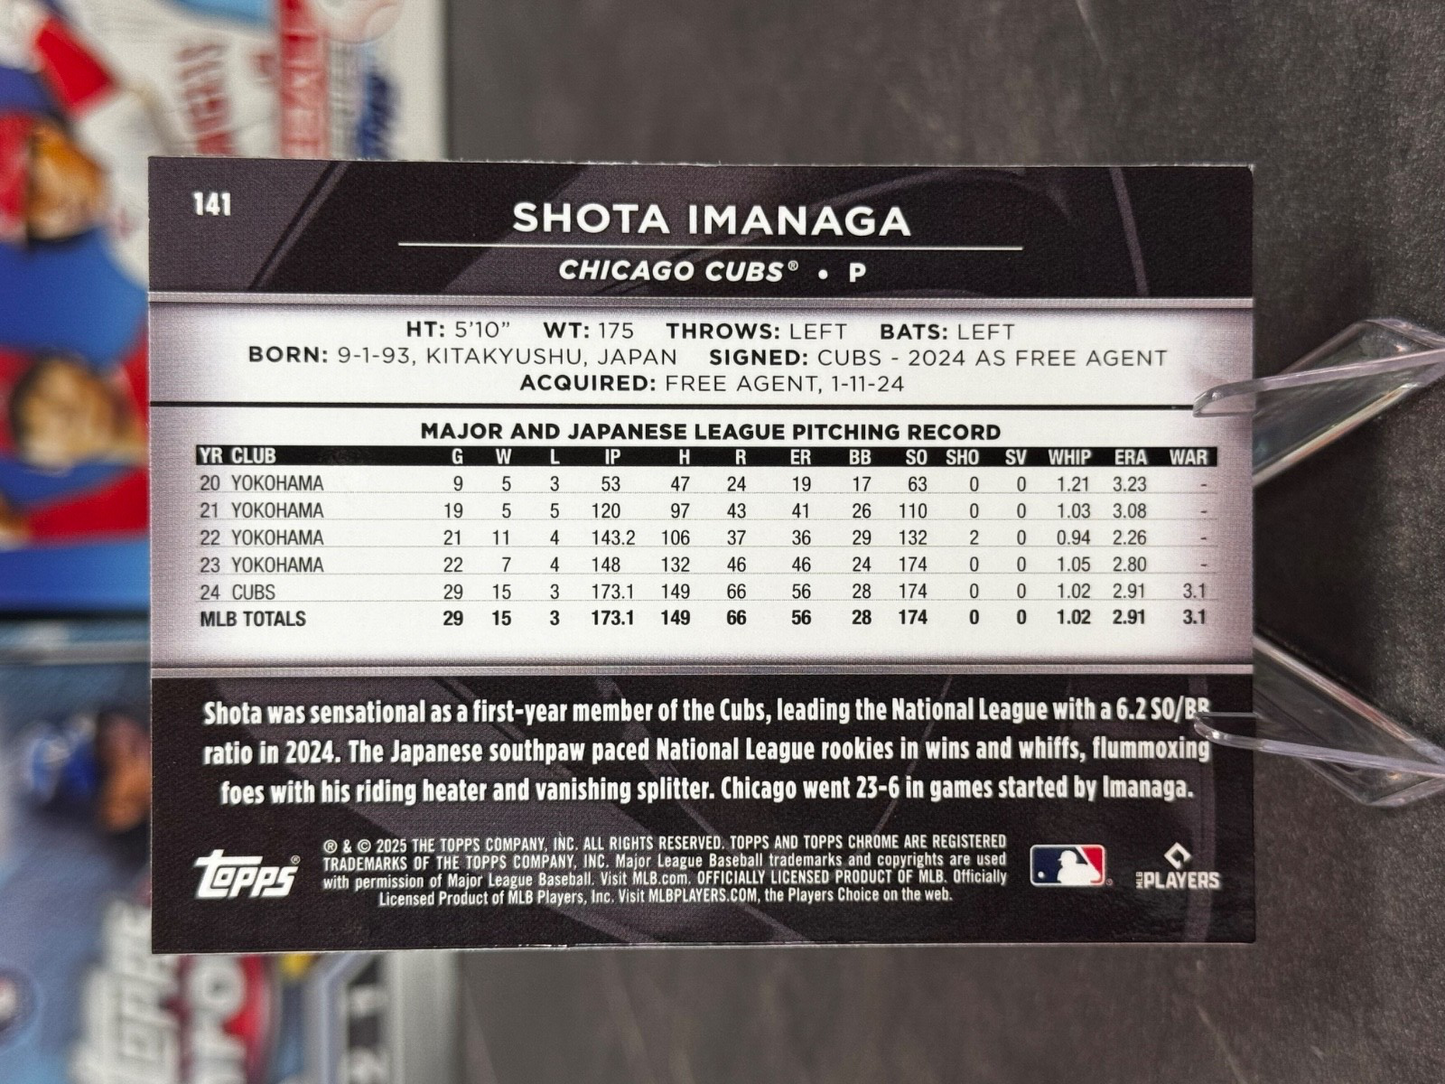 141
SHOTA IMANAGA
CHICAGO CUBS® • P
HT: 5'10" WT: 175 THROWS: LEFT BATS: LEFT
BORN: 9-1-93, KITAKYUSHU, JAPAN SIGNED: CUBS - 2024 AS FREE AGENT
ACQUIRED: FREE AGENT, 1-11-24
MAJOR AND JAPANESE LEAGUE PITCHING RECORD
YR CLUB G W L IP H R ER BB SO SHO SV WHIP ERA WAR
20 YOKOHAMA 9 5 3 53 47 24 19 17 63 0 0 1.21 3.23 -
21 YOKOHAMA 19 5 5 120 97 43 41 26 110 0 0 1.03 3.08 -
22 YOKOHAMA 21 11 4 143.2 106 37 36 29 132 2 0 0.94 2.26 -
23 YOKOHAMA 22 7 4 148 132 46 46 24 174 0 0 1.05 2.80 -
24 CUBS 29 15 3 173.1 149 66 56 28 174 0 0 1.02 2.91 3.1
MLB TOTALS 29 15 3 173.1 149 66 56 28 174 0 0 1.02 2.91 3.1
Shota was sensational as a first-year member of the Cubs, leading the National League with a 6.2 SO/BB
ratio in 2024. The Japanese southpaw paced National League rookies in wins and whiffs, flummoxing
foes with his riding heater and vanishing splitter. Chicago went 23-6 in games started by Imanaga.
® & © 2025 THE TOPPS COMPANY, INC. ALL RIGHTS RESERVED. TOPPS AND TOPPS CHROME ARE REGISTERED
TRADEMARKS OF THE TOPPS COMPANY, INC. Major League Baseball trademarks and copyrights are used
with permission of Major League Baseball. Visit MLB.com. OFFICIALLY LICENSED PRODUCT OF MLB. Officially
Licensed Product of MLB Players, Inc. Visit MLBPLAYERS.COM, the Players Choice on the web.
Topps®
MLB PLAYERS
Topps